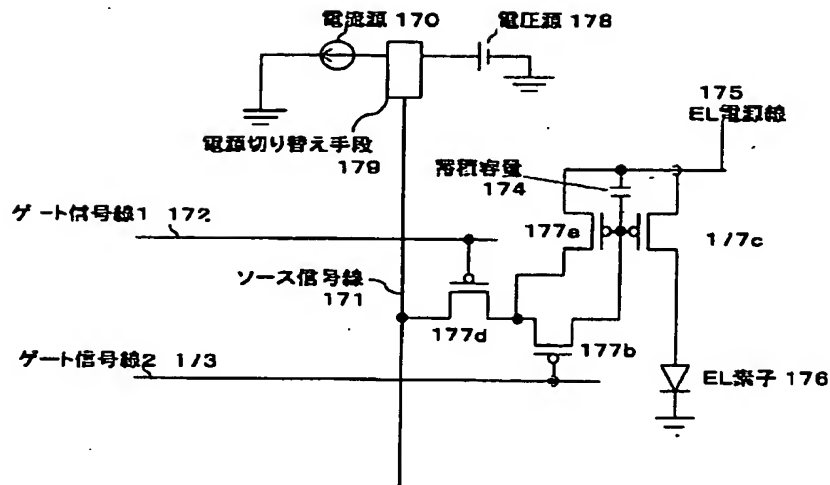 電流源 170
電圧源 178
175
EL電源線
電源切り替え手段
179
蓄積容量
174
ゲート信号線1 172
177a
1/7c
ソース信号線
171
177d
177b
ゲート信号線2 1/3
EL素子 176